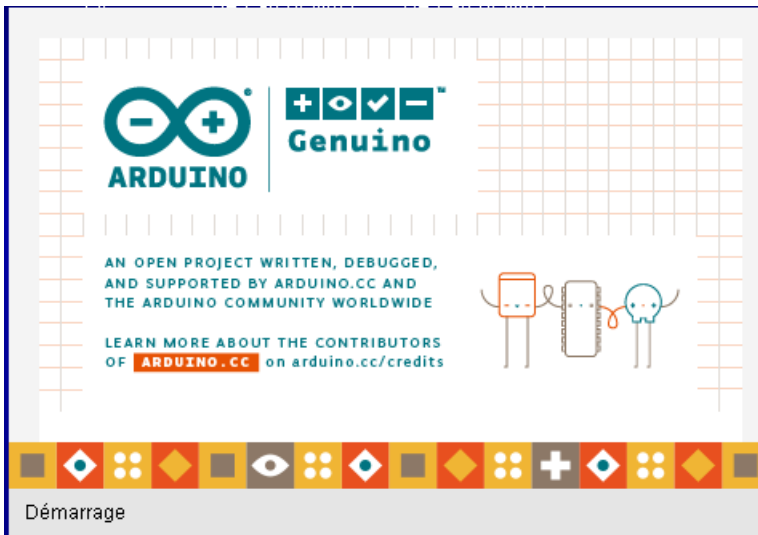 ARDUINO
Genuino™
AN OPEN PROJECT WRITTEN, DEBUGGED,
AND SUPPORTED BY ARDUINO.CC AND
THE ARDUINO COMMUNITY WORLDWIDE
LEARN MORE ABOUT THE CONTRIBUTORS
OF ARDUINO.CC on arduino.cc/credits
Démarrage